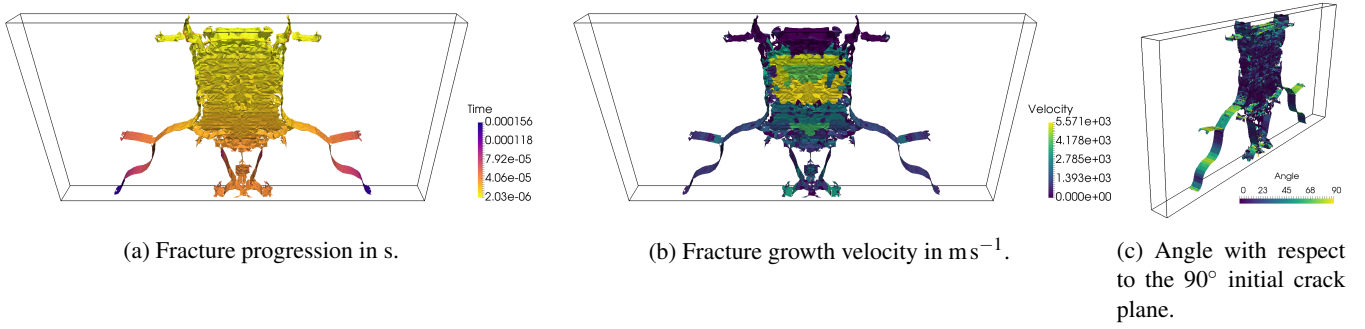 Time
0.000156
0.000118
7.92e-05
4.06e-05
2.03e-06
Velocity
5.571e+03
4.178e+03
2.785e+03
1.393e+03
0.000e+00
Angle
0 23 45 68 90
(a) Fracture progression in s.
(b) Fracture growth velocity in m s⁻¹.
(c) Angle with respect
to the 90° initial crack
plane.